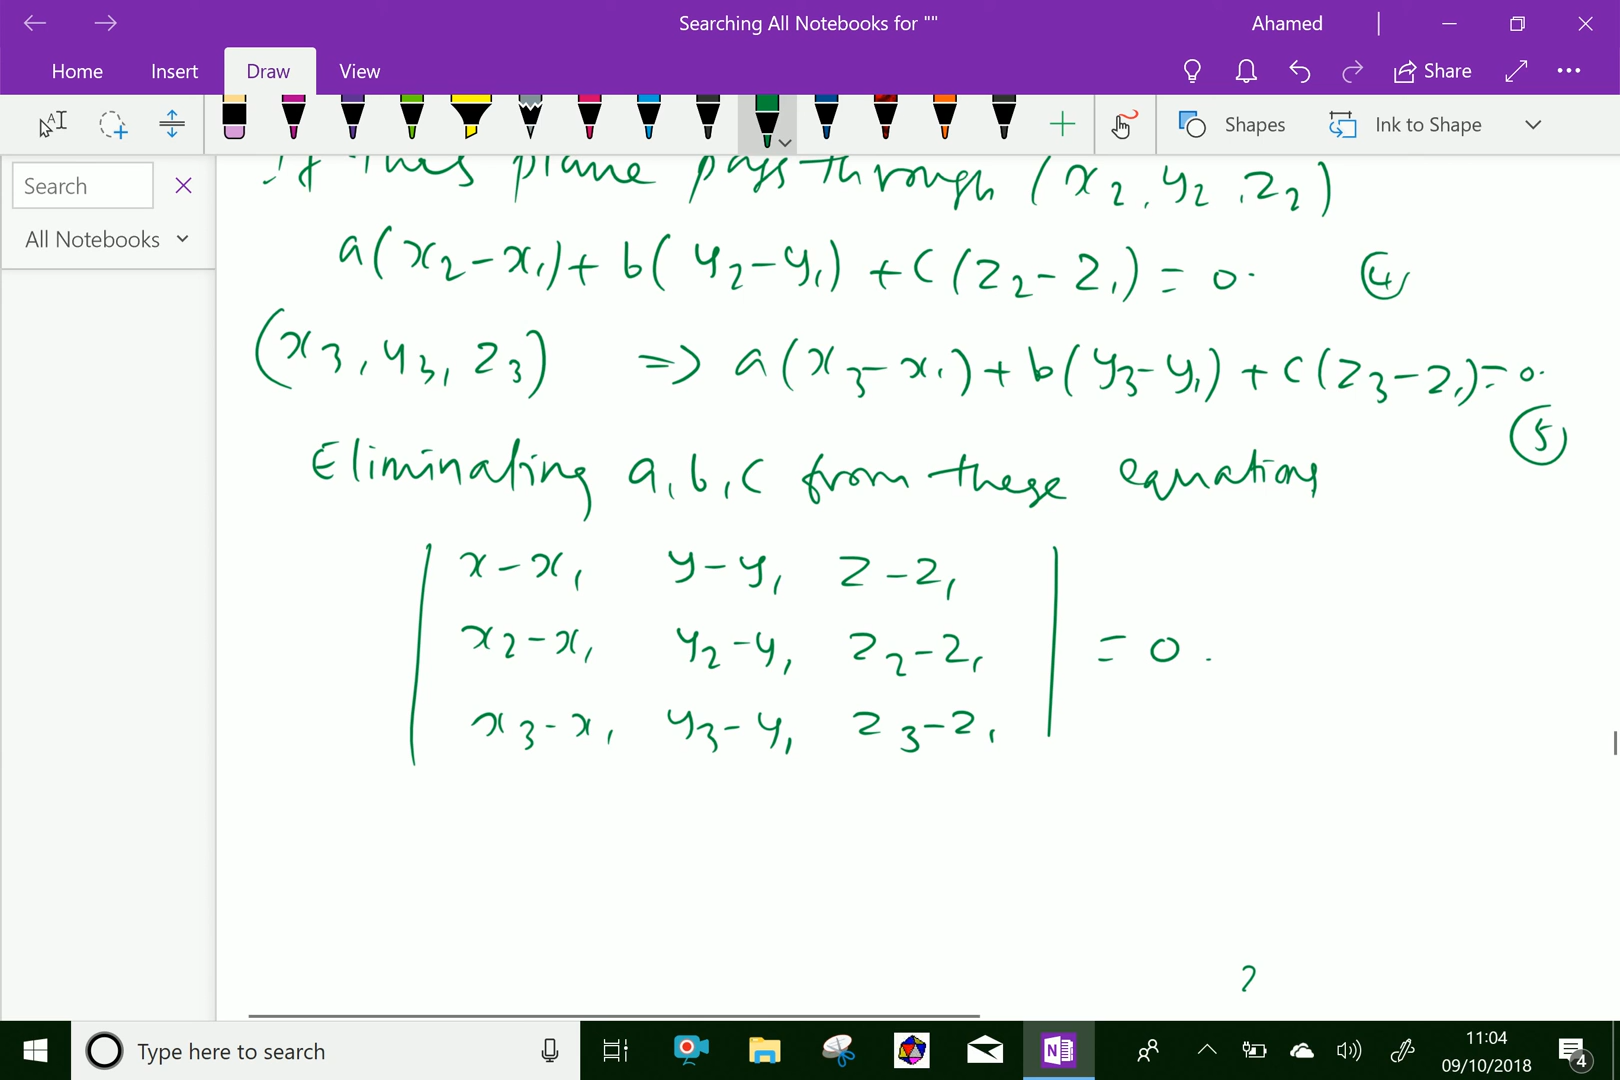 Searching All Notebooks for ""
Ahamed
Home Insert Draw View
Share
Shapes
Ink to Shape
Search
All Notebooks
If this plane pass through (x₂, y₂, z₂)
a(x₂-x₁)+b(y₂-y₁)+c(z₂-z₁)=0. ④
(x₃, y₃, z₃) => a(x₃-x₁)+b(y₃-y₁)+c(z₃-z₁)=0.
⑤
Eliminating a, b, c from these equations
| x-x₁ y-y₁ z-z₁ |
| x₂-x₁ y₂-y₁ z₂-z₁ | = 0.
| x₃-x₁ y₃-y₁ z₃-z₁ |
2
Type here to search
11:04
09/10/2018
4